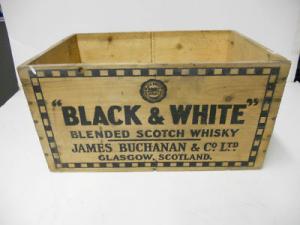 "BLACK & WHITE"
BLENDED SCOTCH WHISKY
JAMES BUCHANAN & Co LTD
GLASGOW, SCOTLAND.